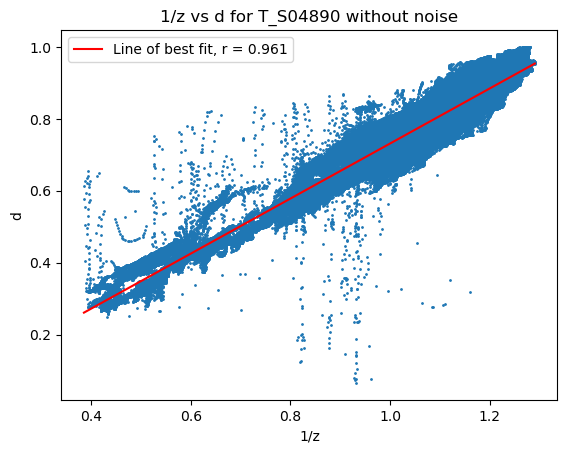 1/z vs d for T_S04890 without noise
Line of best fit, r = 0.961
1.0
0.8
0.6
0.4
0.2
d
0.4 0.6 0.8 1.0 1.2
1/z